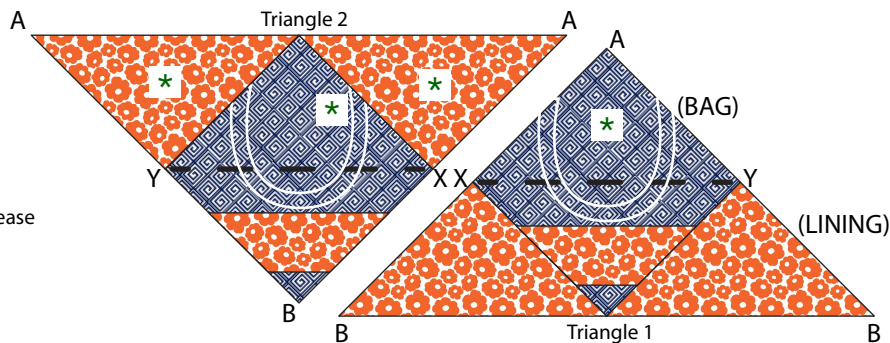 A Triangle 2 A
A
* * * *
(BAG)
Y X X Y
ease
(LINING)
B
B Triangle 1 B